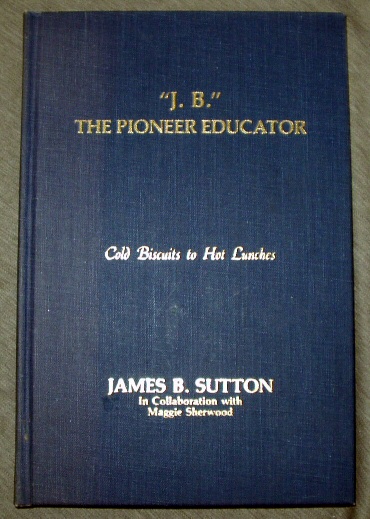 "J. B."
THE PIONEER EDUCATOR
Cold Biscuits to Hot Lunches
JAMES B. SUTTON
In Collaboration with
Maggie Sherwood